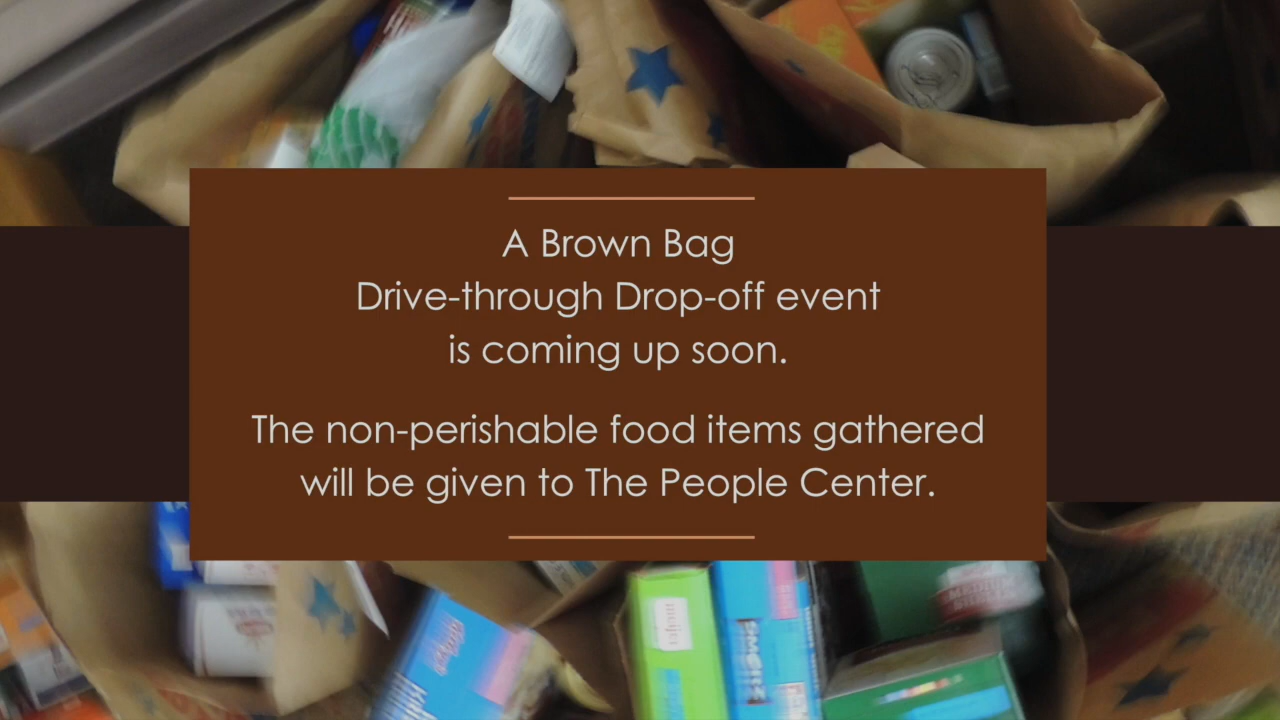 A Brown Bag
Drive-through Drop-off event
is coming up soon.
The non-perishable food items gathered
will be given to The People Center.